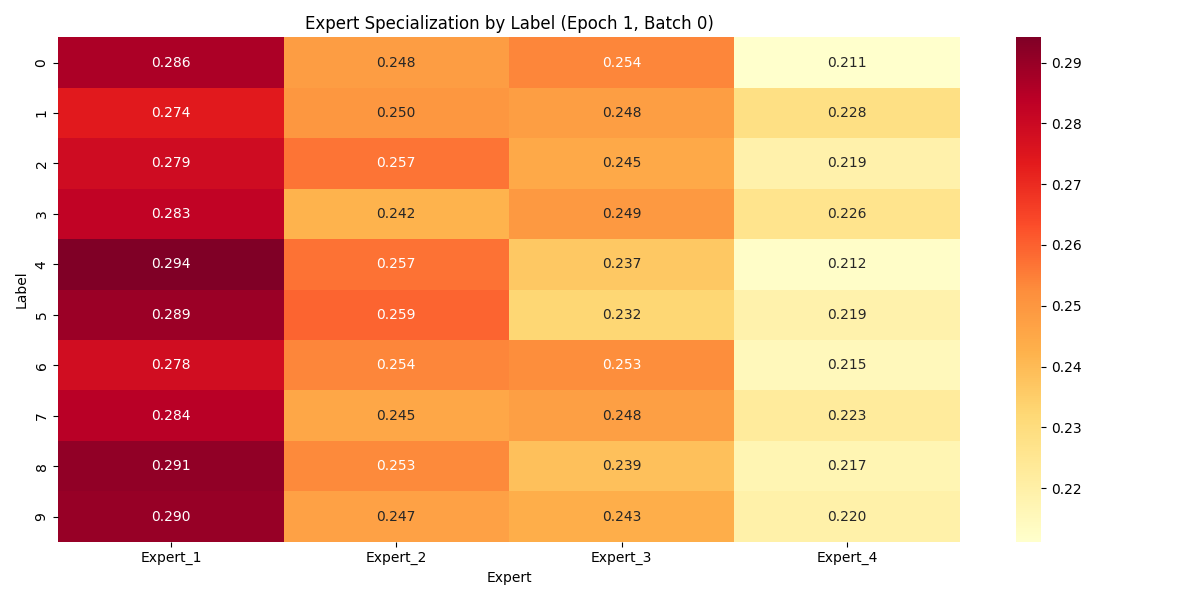 Expert Specialization by Label (Epoch 1, Batch 0)
Label
0 0.286 0.248 0.254 0.211
1 0.274 0.250 0.248 0.228
2 0.279 0.257 0.245 0.219
3 0.283 0.242 0.249 0.226
4 0.294 0.257 0.237 0.212
5 0.289 0.259 0.232 0.219
6 0.278 0.254 0.253 0.215
7 0.284 0.245 0.248 0.223
8 0.291 0.253 0.239 0.217
9 0.290 0.247 0.243 0.220
Expert_1 Expert_2 Expert_3 Expert_4
Expert
0.29
0.28
0.27
0.26
0.25
0.24
0.23
0.22